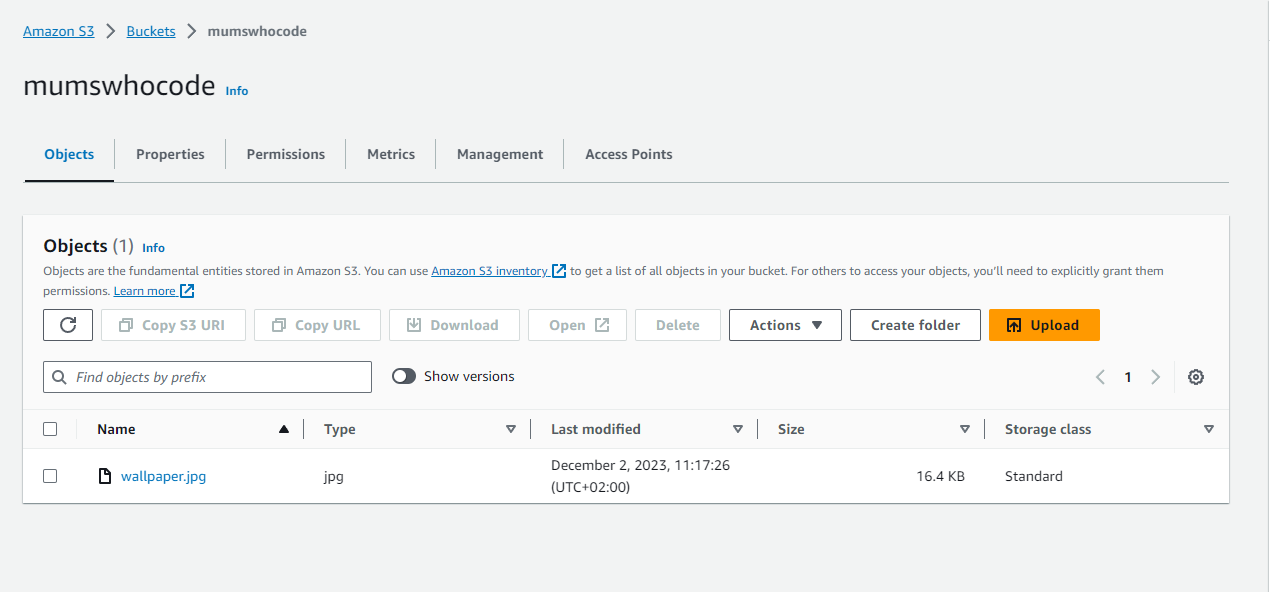 Amazon S3 > Buckets > mumswhocode
mumswhocode Info
Objects Properties Permissions Metrics Management Access Points
Objects (1) Info
Objects are the fundamental entities stored in Amazon S3. You can use Amazon S3 inventory to get a list of all objects in your bucket. For others to access your objects, you'll need to explicitly grant them
permissions. Learn more
Copy S3 URI Copy URL Download Open Delete Actions Create folder Upload
Find objects by prefix Show versions 1
Name Type Last modified Size Storage class
wallpaper.jpg jpg December 2, 2023, 11:17:26 16.4 KB Standard
(UTC+02:00)